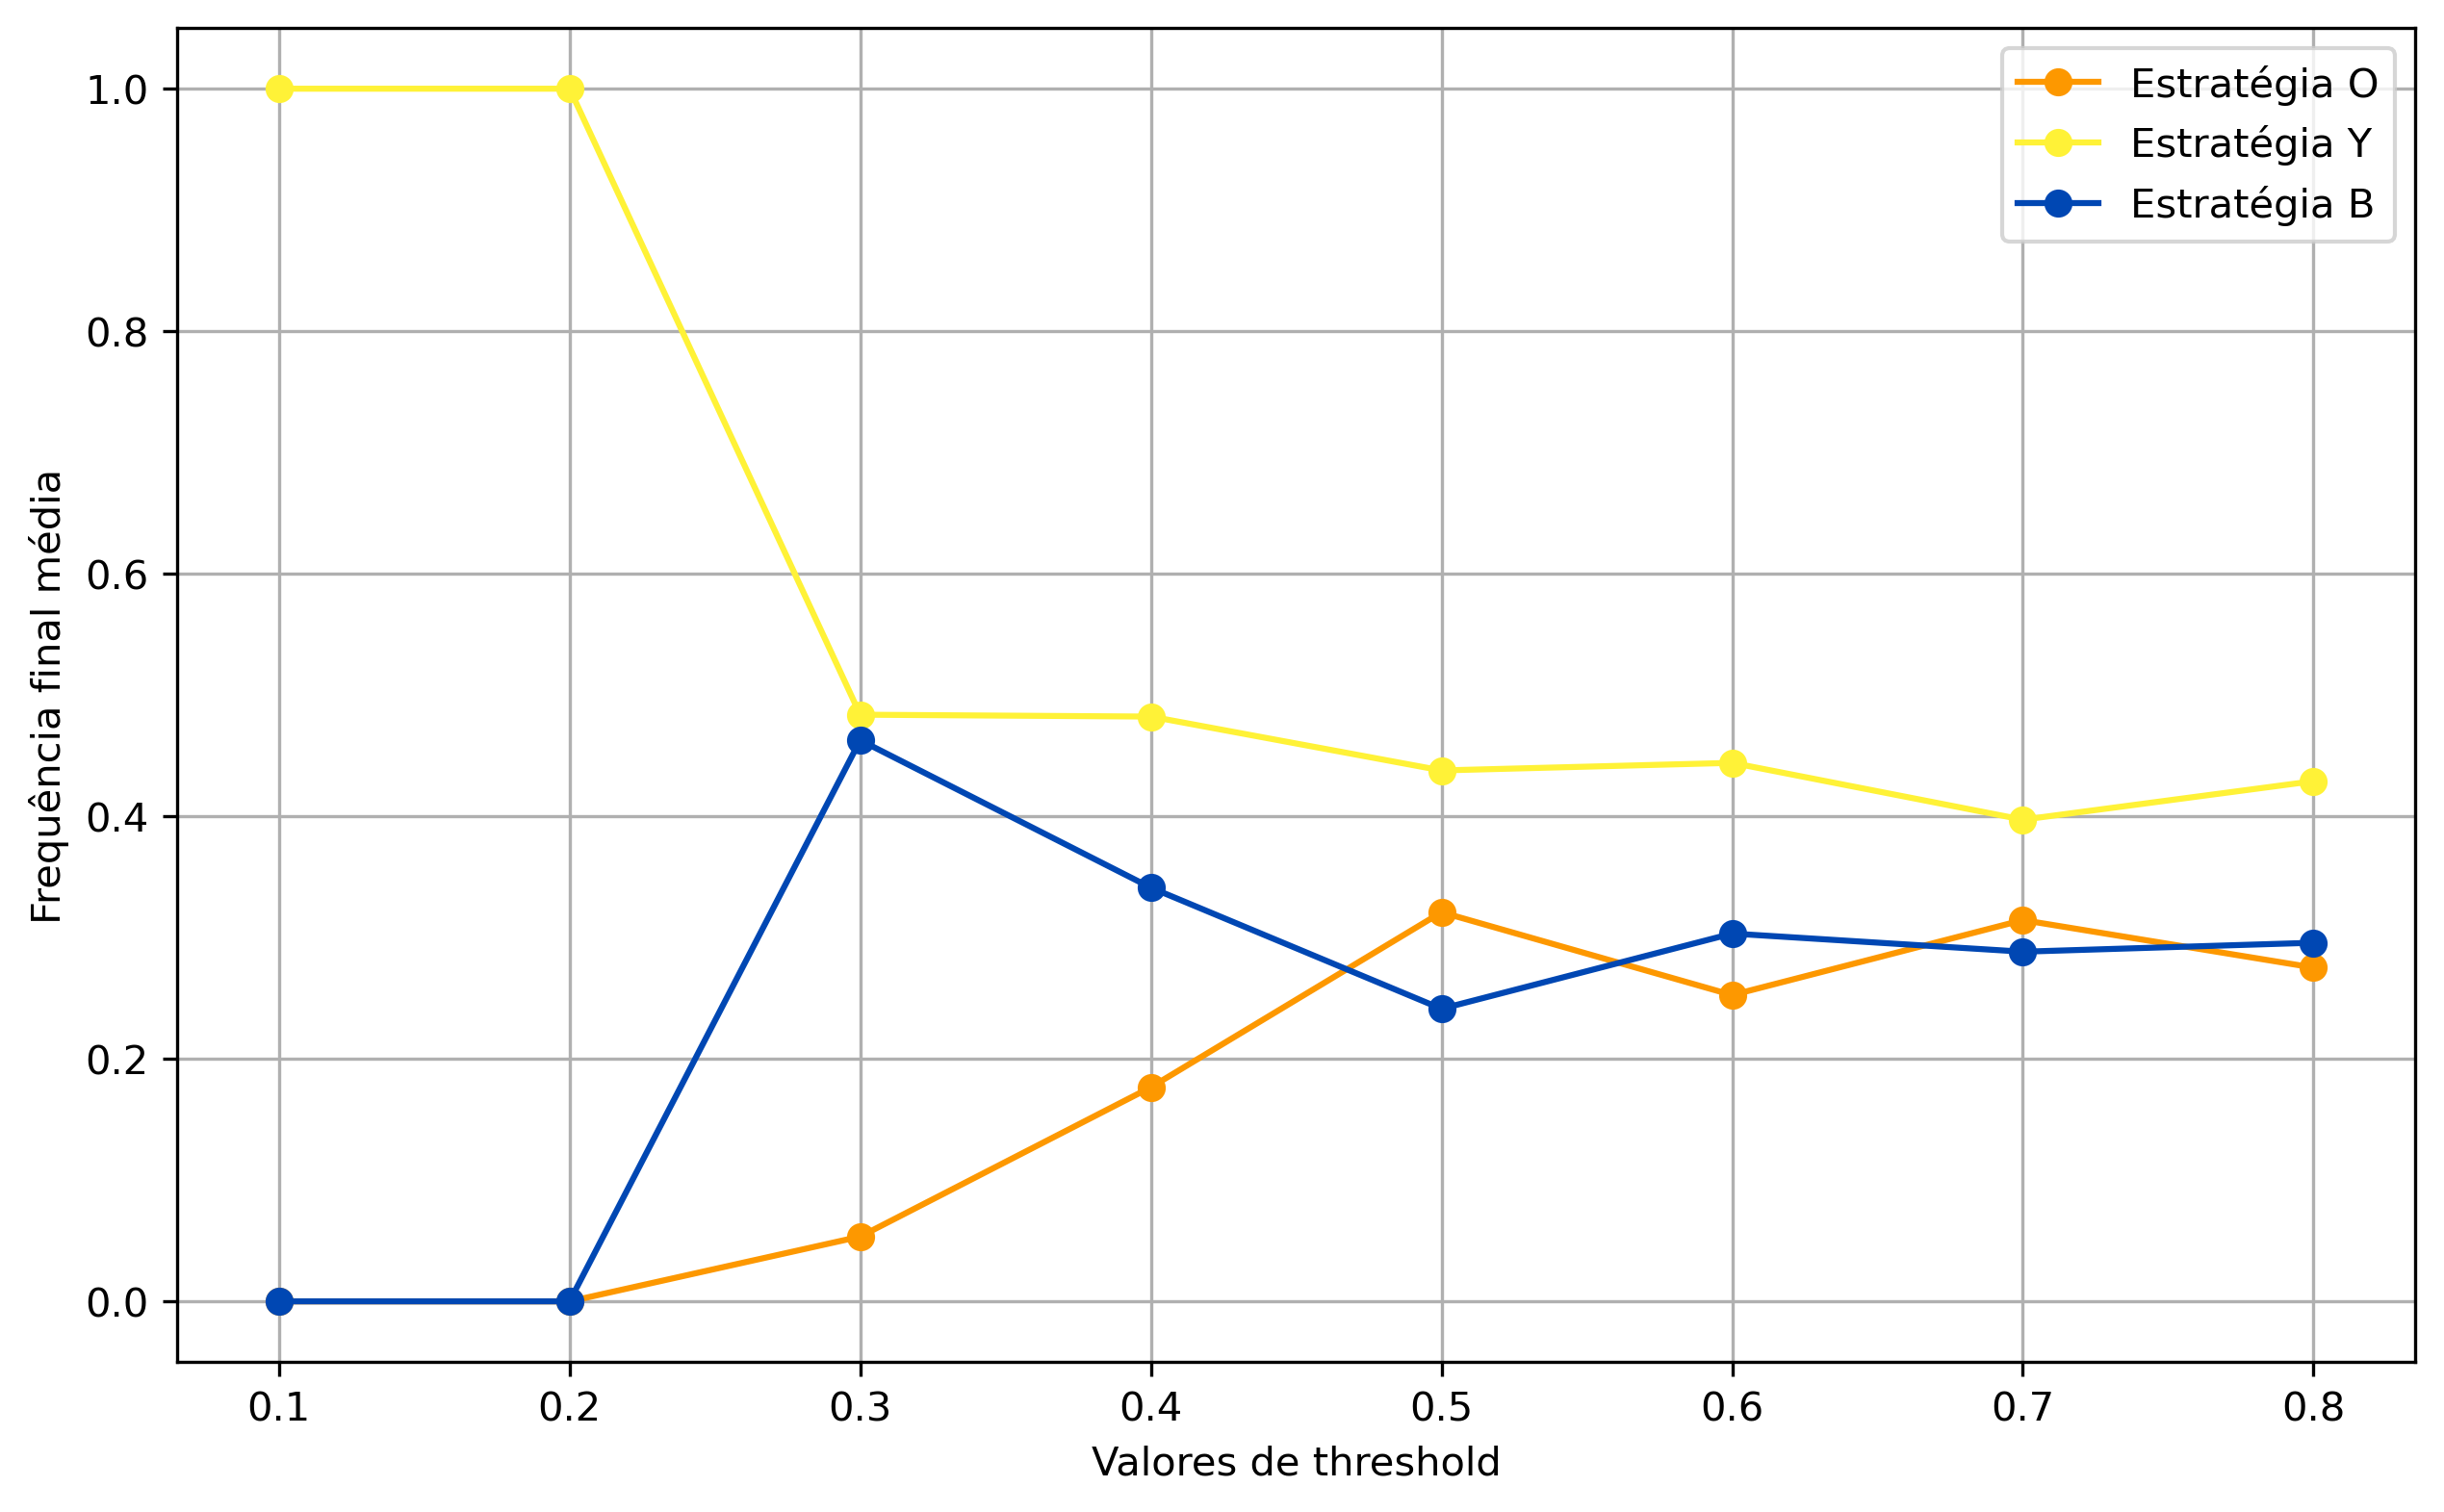 Estratégia O
Estratégia Y
Estratégia B
1.0
0.8
0.6
0.4
0.2
0.0
Frequência final média
0.1 0.2 0.3 0.4 0.5 0.6 0.7 0.8
Valores de threshold